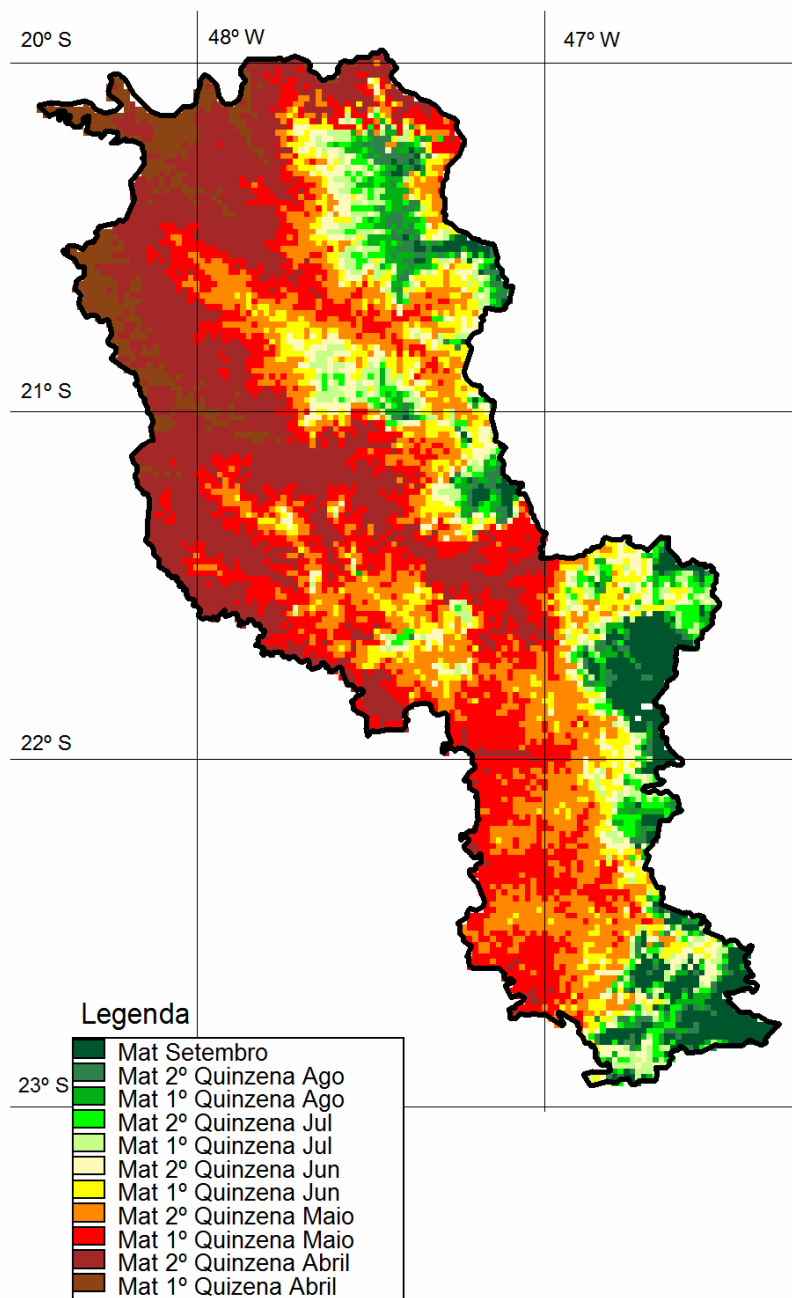 20º S
48º W
47º W
21º S
22º S
Legenda
Mat Setembro
Mat 2º Quinzena Ago
Mat 1º Quinzena Ago
23º S
Mat 2º Quinzena Jul
Mat 1º Quinzena Jul
Mat 2º Quinzena Jun
Mat 1º Quinzena Jun
Mat 2º Quinzena Maio
Mat 1º Quinzena Maio
Mat 2º Quinzena Abril
Mat 1º Quizena Abril